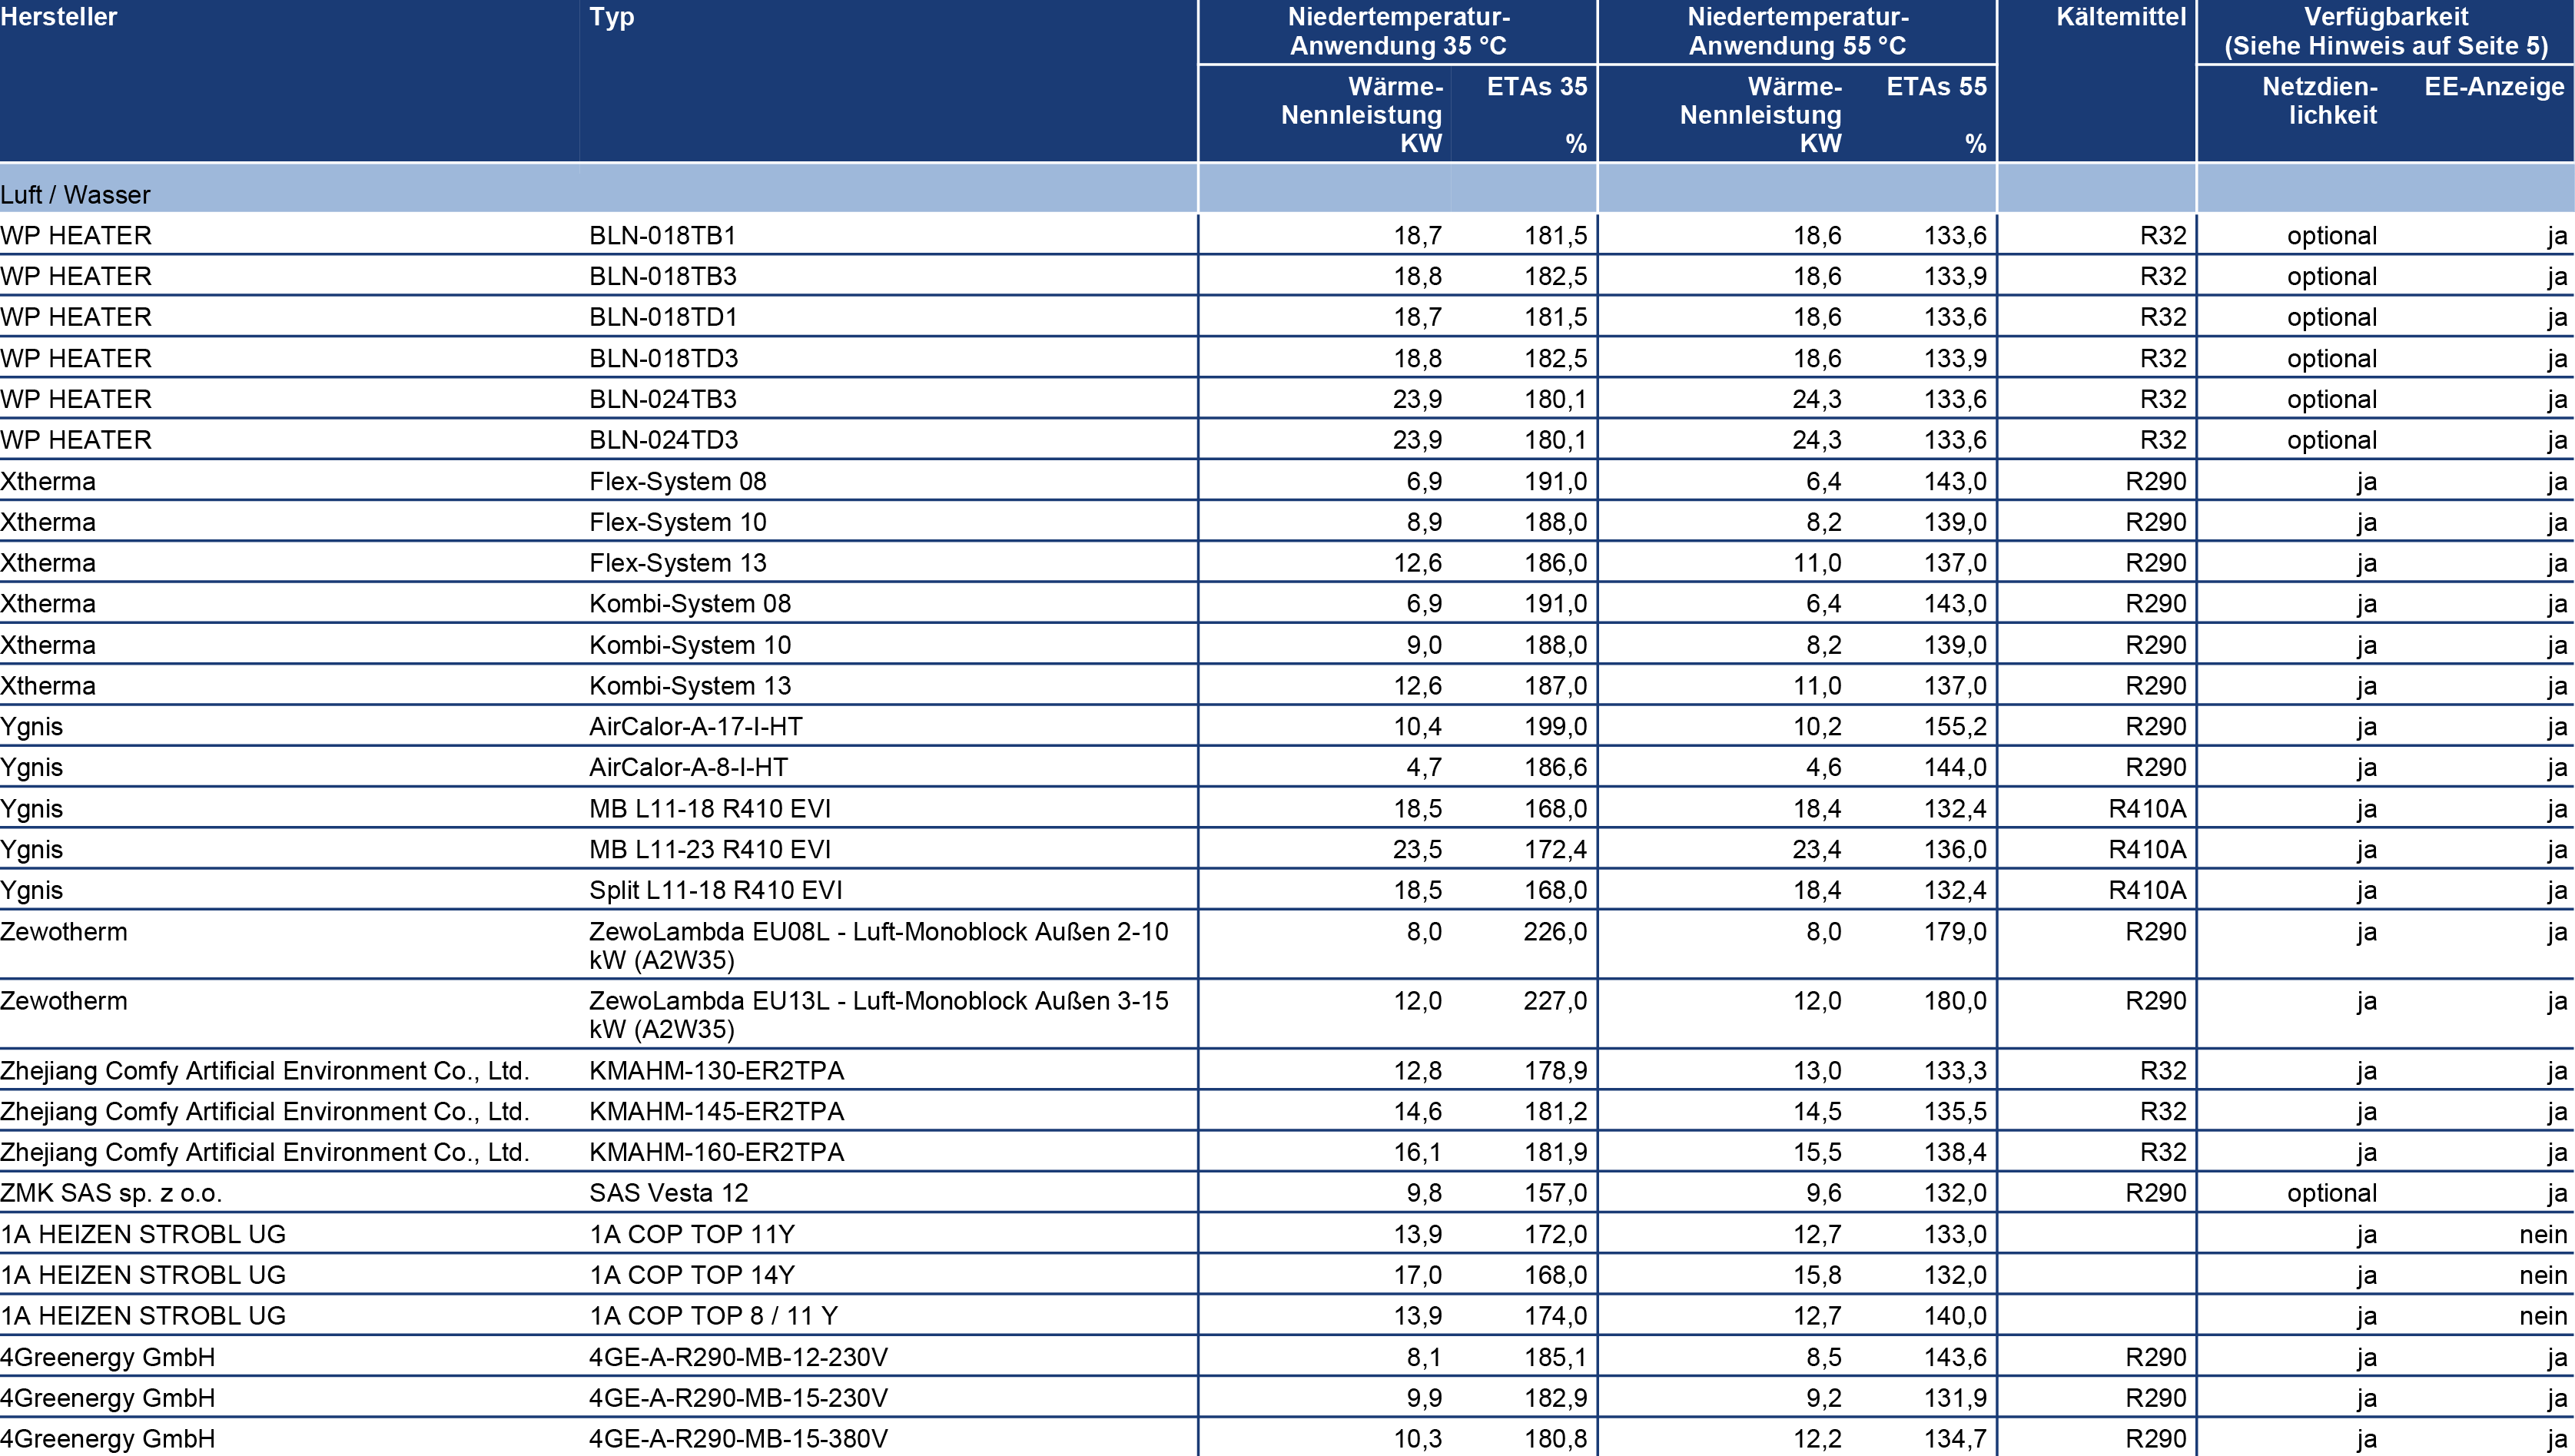 Hersteller Typ Niedertemperatur- Niedertemperatur- Kältemittel Verfügbarkeit
Anwendung 35 °C Anwendung 55 °C (Siehe Hinweis auf Seite 5)
Wärme- ETAs 35 Wärme- ETAs 55 Netzdien- EE-Anzeige
Nennleistung Nennleistung lichkeit
KW % KW %
Luft / Wasser
WP HEATER BLN-018TB1 18,7 181,5 18,6 133,6 R32 optional ja
WP HEATER BLN-018TB3 18,8 182,5 18,6 133,9 R32 optional ja
WP HEATER BLN-018TD1 18,7 181,5 18,6 133,6 R32 optional ja
WP HEATER BLN-018TD3 18,8 182,5 18,6 133,9 R32 optional ja
WP HEATER BLN-024TB3 23,9 180,1 24,3 133,6 R32 optional ja
WP HEATER BLN-024TD3 23,9 180,1 24,3 133,6 R32 optional ja
Xtherma Flex-System 08 6,9 191,0 6,4 143,0 R290 ja ja
Xtherma Flex-System 10 8,9 188,0 8,2 139,0 R290 ja ja
Xtherma Flex-System 13 12,6 186,0 11,0 137,0 R290 ja ja
Xtherma Kombi-System 08 6,9 191,0 6,4 143,0 R290 ja ja
Xtherma Kombi-System 10 9,0 188,0 8,2 139,0 R290 ja ja
Xtherma Kombi-System 13 12,6 187,0 11,0 137,0 R290 ja ja
Ygnis AirCalor-A-17-I-HT 10,4 199,0 10,2 155,2 R290 ja ja
Ygnis AirCalor-A-8-I-HT 4,7 186,6 4,6 144,0 R290 ja ja
Ygnis MB L11-18 R410 EVI 18,5 168,0 18,4 132,4 R410A ja ja
Ygnis MB L11-23 R410 EVI 23,5 172,4 23,4 136,0 R410A ja ja
Ygnis Split L11-18 R410 EVI 18,5 168,0 18,4 132,4 R410A ja ja
Zewotherm ZewoLambda EU08L - Luft-Monoblock Außen 2-10 8,0 226,0 8,0 179,0 R290 ja ja
kW (A2W35)
Zewotherm ZewoLambda EU13L - Luft-Monoblock Außen 3-15 12,0 227,0 12,0 180,0 R290 ja ja
kW (A2W35)
Zhejiang Comfy Artificial Environment Co., Ltd. KMAHM-130-ER2TPA 12,8 178,9 13,0 133,3 R32 ja ja
Zhejiang Comfy Artificial Environment Co., Ltd. KMAHM-145-ER2TPA 14,6 181,2 14,5 135,5 R32 ja ja
Zhejiang Comfy Artificial Environment Co., Ltd. KMAHM-160-ER2TPA 16,1 181,9 15,5 138,4 R32 ja ja
ZMK SAS sp. z o.o. SAS Vesta 12 9,8 157,0 9,6 132,0 R290 optional ja
1A HEIZEN STROBL UG 1A COP TOP 11Y 13,9 172,0 12,7 133,0 ja nein
1A HEIZEN STROBL UG 1A COP TOP 14Y 17,0 168,0 15,8 132,0 ja nein
1A HEIZEN STROBL UG 1A COP TOP 8 / 11 Y 13,9 174,0 12,7 140,0 ja nein
4Greenergy GmbH 4GE-A-R290-MB-12-230V 8,1 185,1 8,5 143,6 R290 ja ja
4Greenergy GmbH 4GE-A-R290-MB-15-230V 9,9 182,9 9,2 131,9 R290 ja ja
4Greenergy GmbH 4GE-A-R290-MB-15-380V 10,3 180,8 12,2 134,7 R290 ja ja